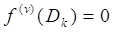 f^{(ν)}(D_k) = 0